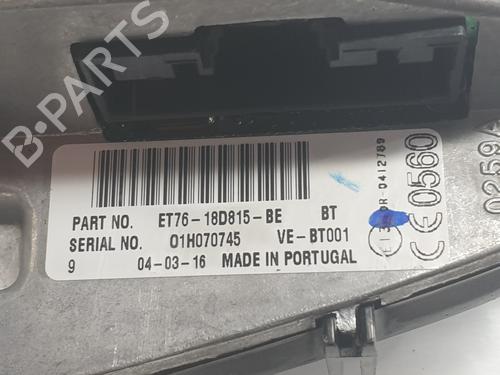 B-PARTS
PART NO. ET76-18D815-BE BT
SERIAL NO. 01H070745 VE-BT001
9 04-03-16 MADE IN PORTUGAL
0412789
CE0560
0259